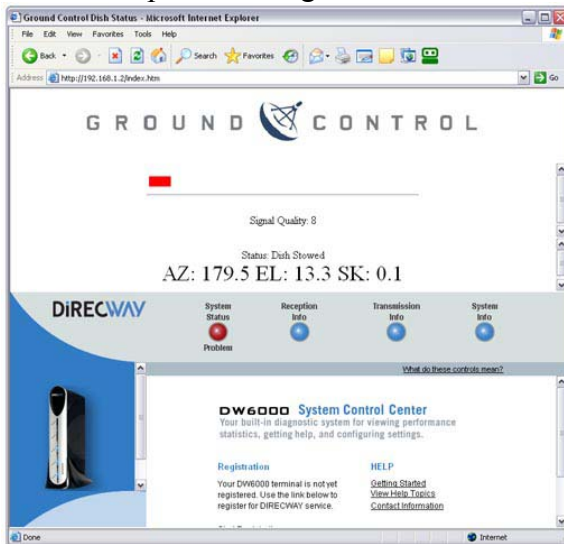 Ground Control Dish Status - Microsoft Internet Explorer
File Edit View Favorites Tools Help
Back Search Favorites
Address http://192.168.1.2/index.htm Go
GROUND CONTROL
Signal Quality: 8
Status: Dish Stowed
AZ: 179.5 EL: 13.3 SK: 0.1
DIRECWAY
System Status
Reception Info
Transmission Info
System Info
Problem
What do these controls mean?
DW6000 System Control Center
Your built-in diagnostic system for viewing performance
statistics, getting help, and configuring settings.
Registration
Your DW6000 terminal is not yet
registered. Use the link below to
register for DIRECWAY service.
HELP
Getting Started
View Help Topics
Contact Information
Done Internet